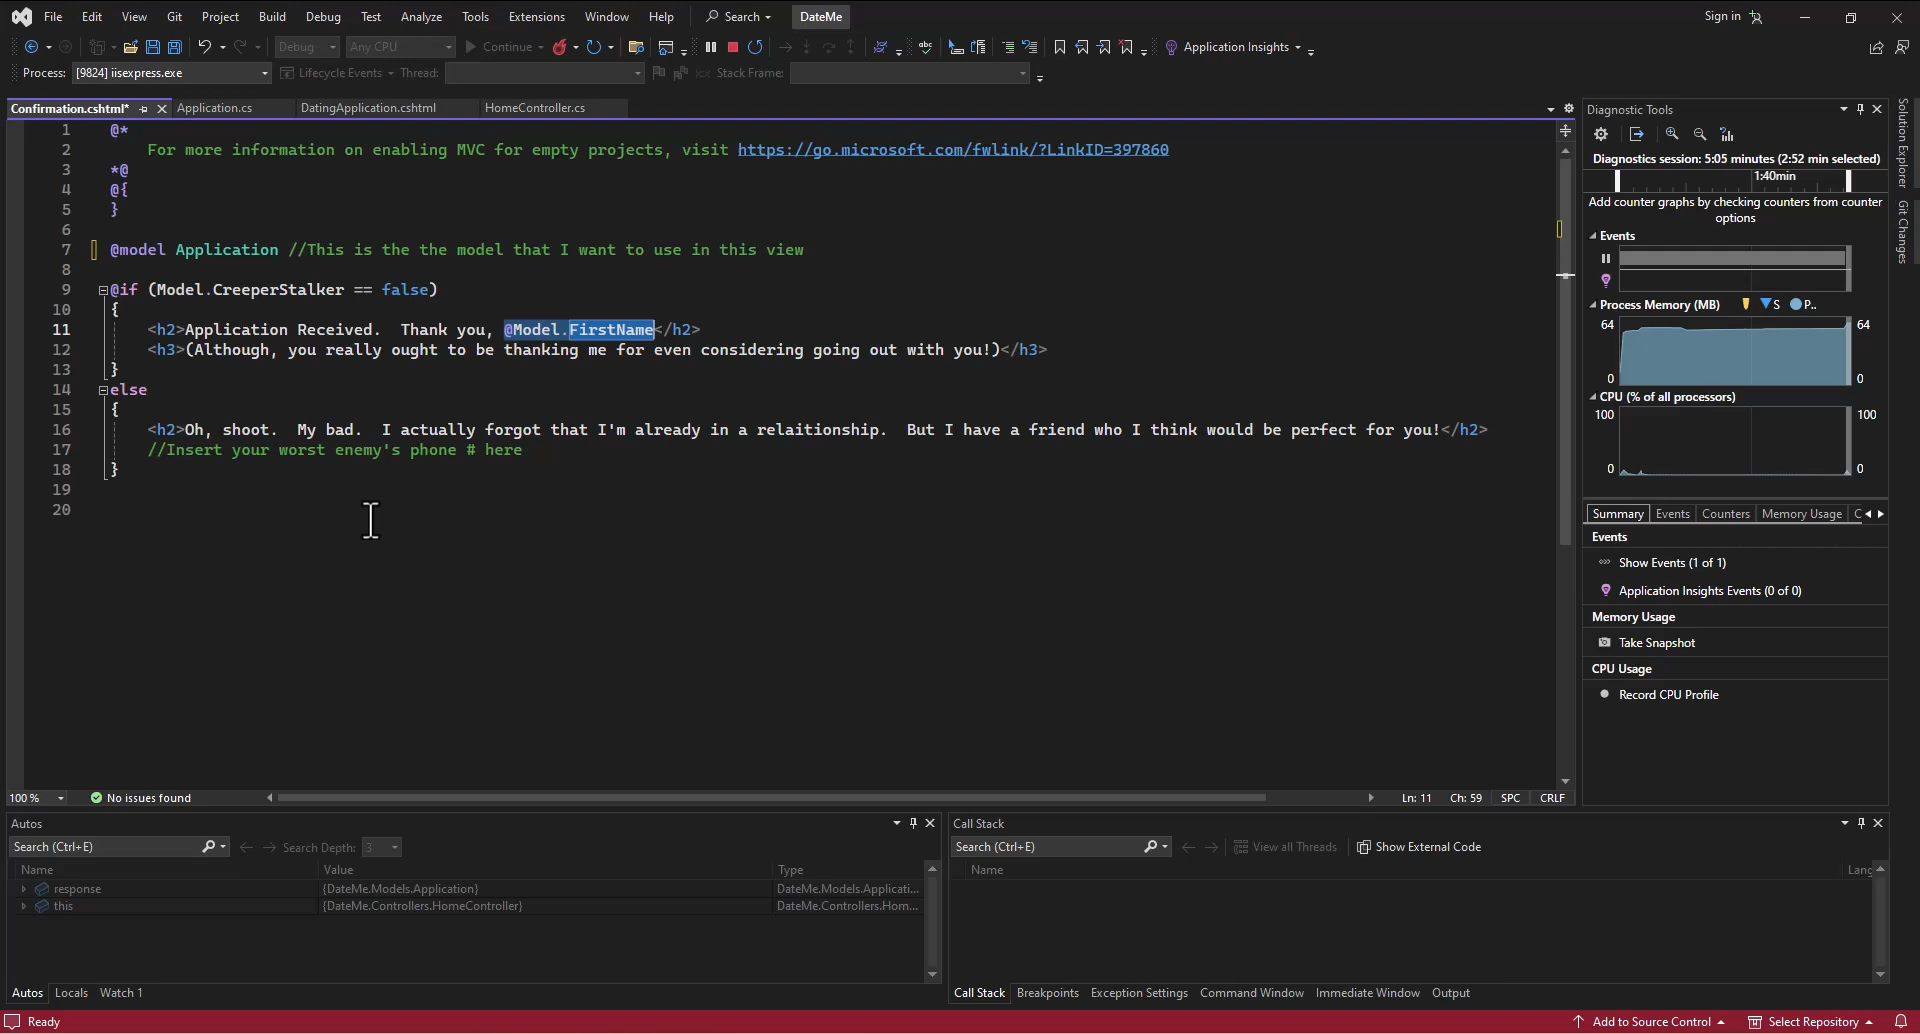 File Edit View Git Project Build Debug Test Analyze Tools Extensions Window Help Search DateMe Sign in
Debug Any CPU Continue Application Insights
Process: [9824] iisexpress.exe Lifecycle Events Thread: Stack Frame:
Confirmation.cshtml* Application.cs DatingApplication.cshtml HomeController.cs
1 @*
2 For more information on enabling MVC for empty projects, visit https://go.microsoft.com/fwlink/?LinkID=397860
3 *@
4 @{
5 }
6
7 @model Application //This is the the model that I want to use in this view
8
9 @if (Model.CreeperStalker == false)
10 {
11 <h2>Application Received.  Thank you, @Model.FirstName</h2>
12 <h3>(Although, you really ought to be thanking me for even considering going out with you!)</h3>
13 }
14 else
15 {
16 <h2>Oh, shoot.  My bad.  I actually forgot that I'm already in a relaitionship.  But I have a friend who I think would be perfect for you!</h2>
17 //Insert your worst enemy's phone # here
18 }
19
20
100 % No issues found Ln: 11 Ch: 59 SPC CRLF
Diagnostic Tools
Diagnostics session: 5:05 minutes (2:52 min selected)
1:40min
Add counter graphs by checking counters from counter
options
Events
Process Memory (MB) S P..
64 64
0 0
CPU (% of all processors)
100 100
0 0
Summary Events Counters Memory Usage C
Events
Show Events (1 of 1)
Application Insights Events (0 of 0)
Memory Usage
Take Snapshot
CPU Usage
Record CPU Profile
Solution Explorer
Git Changes
Autos
Search (Ctrl+E) Search Depth: 3
Name Value Type
response {DateMe.Models.Application} DateMe.Models.Applicati...
this {DateMe.Controllers.HomeController} DateMe.Controllers.Hom...
Autos Locals Watch 1
Call Stack
Search (Ctrl+E) View all Threads Show External Code
Name Lang
Call Stack Breakpoints Exception Settings Command Window Immediate Window Output
Ready Add to Source Control Select Repository